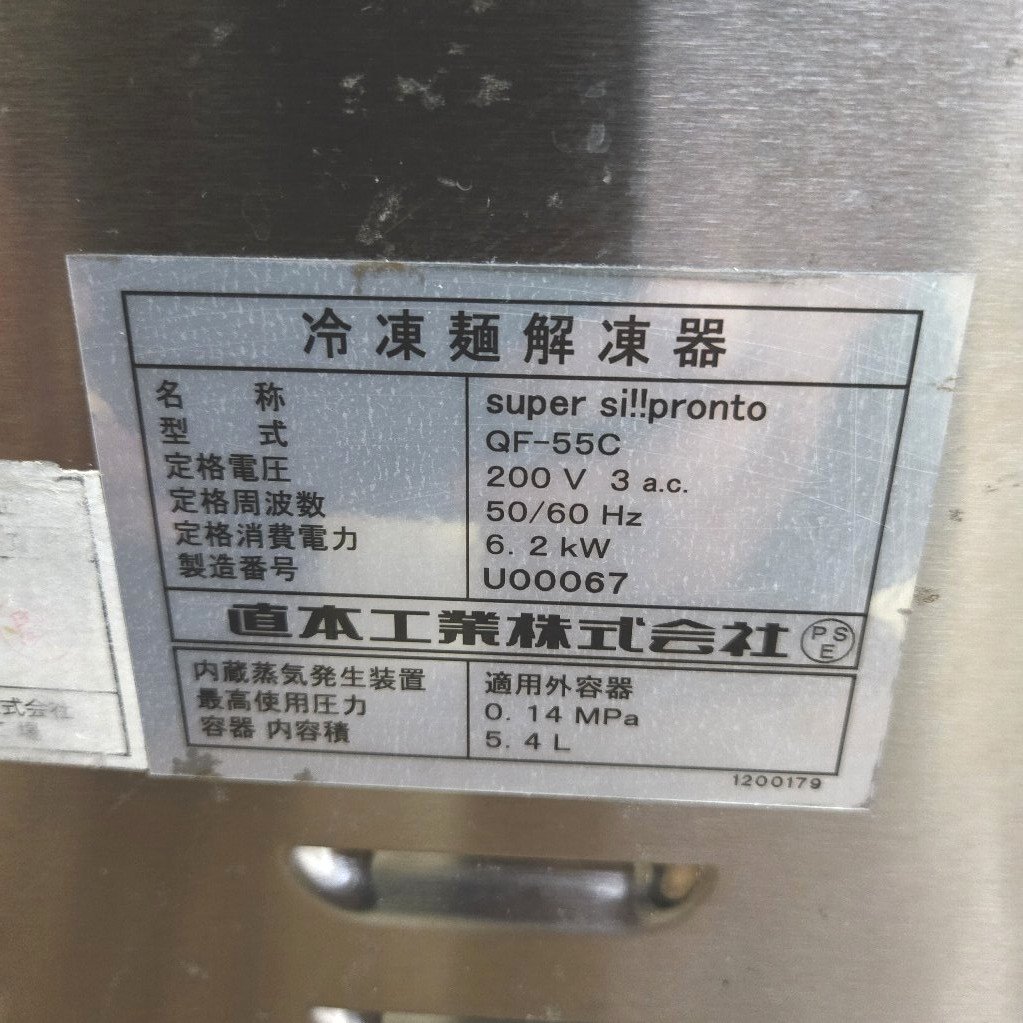 冷凍麺解凍器
名称 super si!!pronto
型式 QF-55C
定格電圧 200 V 3 a.c.
定格周波数 50/60 Hz
定格消費電力 6.2 kW
製造番号 U00067
直本工業株式会社 PSE
内蔵蒸気発生装置 適用外容器
最高使用圧力 0.14 MPa
容器 内容積 5.4 L
1200179
式会社